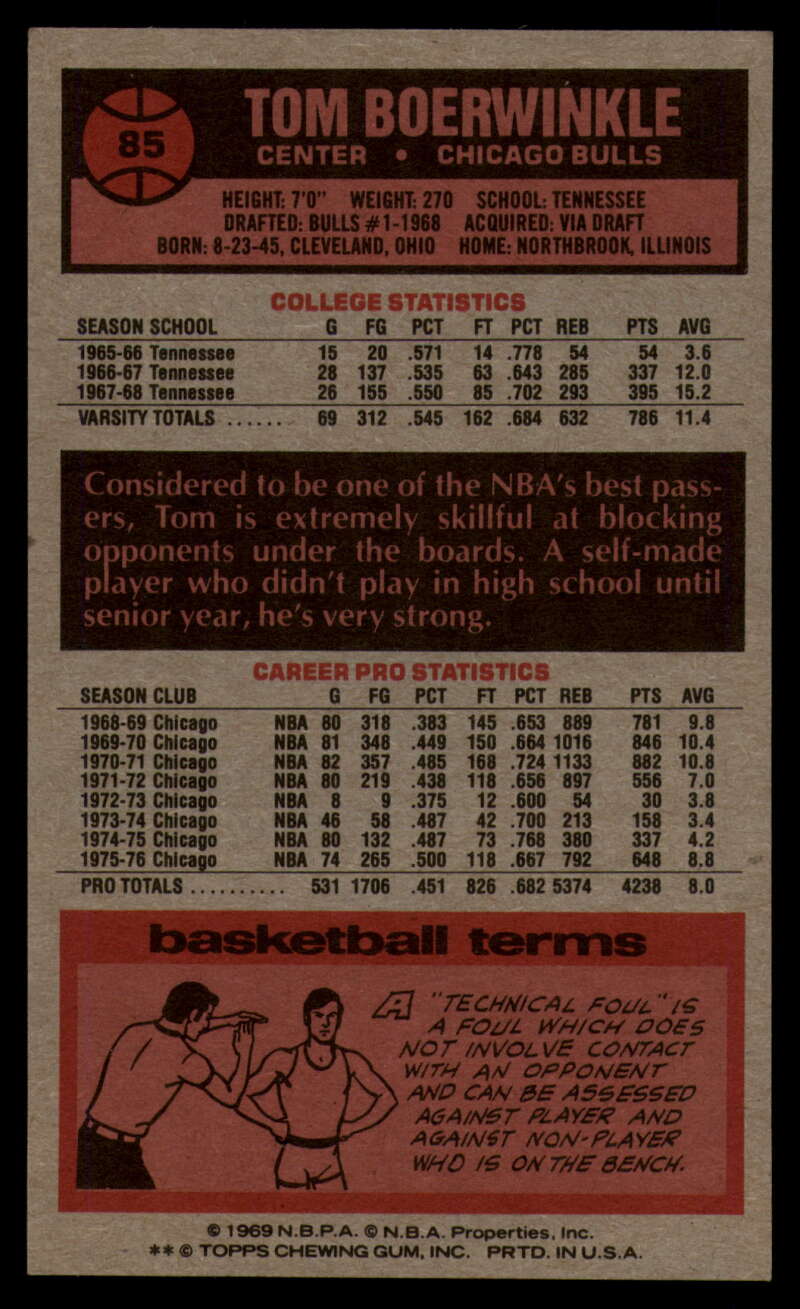 85
TOM BOERWINKLE
CENTER • CHICAGO BULLS
HEIGHT: 7'0" WEIGHT: 270 SCHOOL: TENNESSEE
DRAFTED: BULLS #1-1968 ACQUIRED: VIA DRAFT
BORN: 8-23-45, CLEVELAND, OHIO HOME: NORTHBROOK, ILLINOIS
COLLEGE STATISTICS
SEASON SCHOOL G FG PCT FT PCT REB PTS AVG
1965-66 Tennessee 15 20 .571 14 .778 54 54 3.6
1966-67 Tennessee 28 137 .535 63 .643 285 337 12.0
1967-68 Tennessee 26 155 .550 85 .702 293 395 15.2
VARSITY TOTALS ...... 69 312 .545 162 .684 632 786 11.4
Considered to be one of the NBA's best pass-
ers, Tom is extremely skillful at blocking
opponents under the boards. A self-made
player who didn't play in high school until
senior year, he's very strong.
CAREER PRO STATISTICS
SEASON CLUB G FG PCT FT PCT REB PTS AVG
1968-69 Chicago NBA 80 318 .383 145 .653 889 781 9.8
1969-70 Chicago NBA 81 348 .449 150 .664 1016 846 10.4
1970-71 Chicago NBA 82 357 .485 168 .724 1133 882 10.8
1971-72 Chicago NBA 80 219 .438 118 .656 897 556 7.0
1972-73 Chicago NBA 8 9 .375 12 .600 54 30 3.8
1973-74 Chicago NBA 46 58 .487 42 .700 213 158 3.4
1974-75 Chicago NBA 80 132 .487 73 .768 380 337 4.2
1975-76 Chicago NBA 74 265 .500 118 .667 792 648 8.8
PRO TOTALS .......... 531 1706 .451 826 .682 5374 4238 8.0
basketball terms
A "TECHNICAL FOUL" IS
A FOUL WHICH DOES
NOT INVOLVE CONTACT
WITH AN OPPONENT
AND CAN BE ASSESSED
AGAINST PLAYER AND
AGAINST NON-PLAYER
WHO IS ON THE BENCH.
© 1969 N.B.P.A. © N.B.A. Properties, Inc.
** © TOPPS CHEWING GUM, INC. PRTD. IN U.S.A.